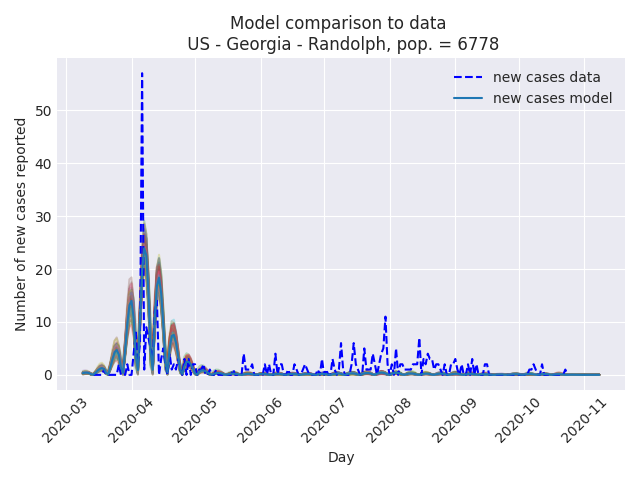 Model comparison to data
US - Georgia - Randolph, pop. = 6778
new cases data
new cases model
Number of new cases reported
50
40
30
20
10
0
2020-03
2020-04
2020-05
2020-06
2020-07
2020-08
2020-09
2020-10
2020-11
Day